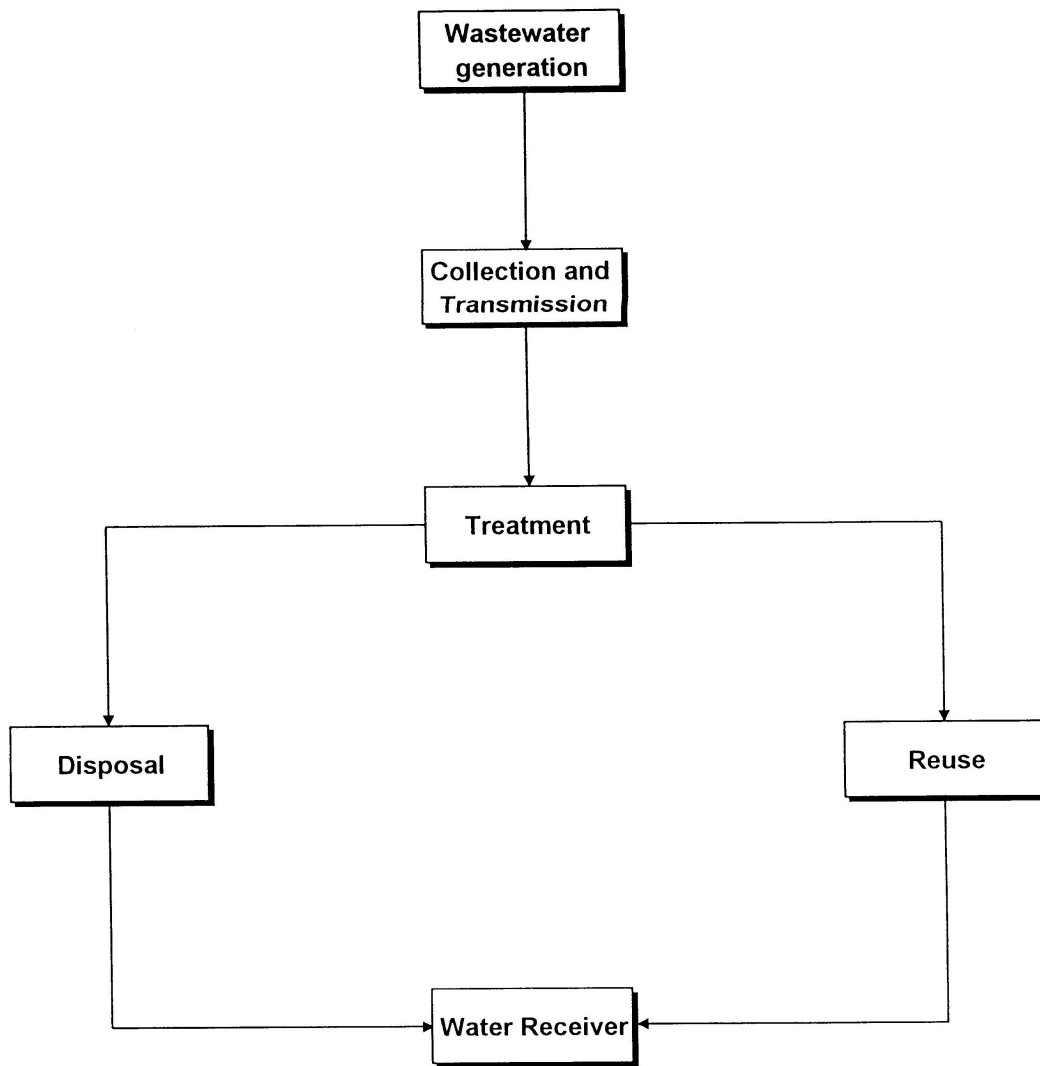 Wastewater
generation
Collection and
Transmission
Treatment
Disposal
Reuse
Water Receiver